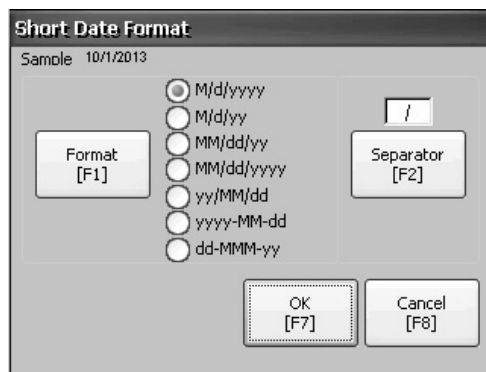 Short Date Format
Sample 10/1/2013
M/d/yyyy
M/d/yy
MM/dd/yy
MM/dd/yyyy
yy/MM/dd
yyyy-MM-dd
dd-MMM-yy
Format
[F1]
/
Separator
[F2]
OK
[F7]
Cancel
[F8]